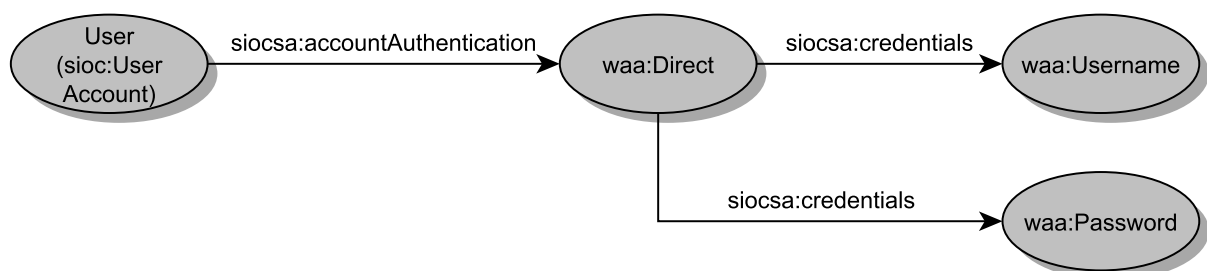 User
(sioc:User
Account)
siocsa:accountAuthentication
waa:Direct
siocsa:credentials
waa:Username
siocsa:credentials
waa:Password